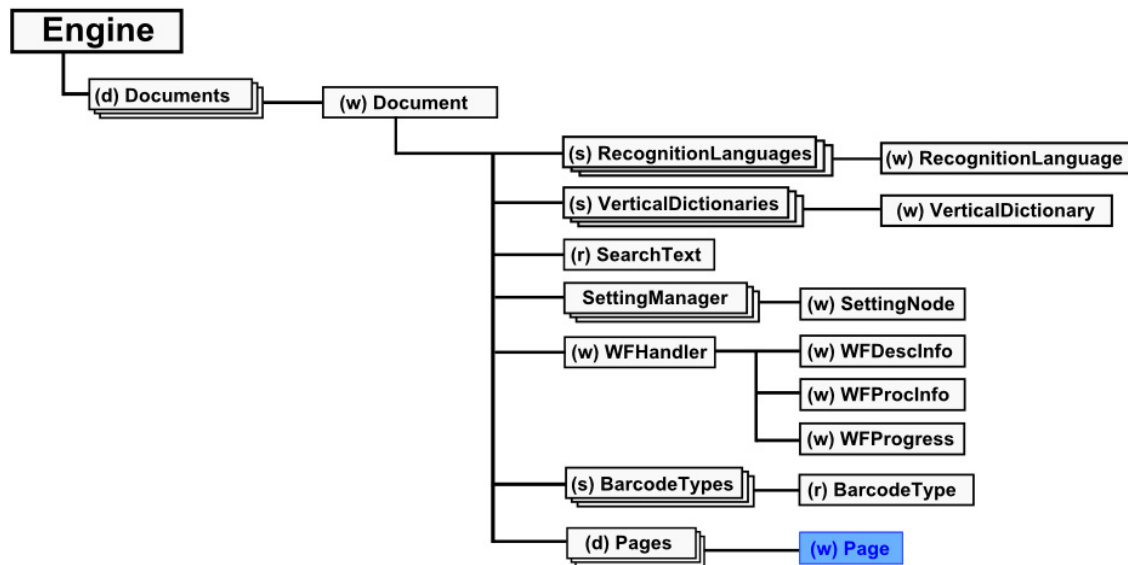 Engine
(d) Documents
(w) Document
(s) RecognitionLanguages
(w) RecognitionLanguage
(s) VerticalDictionaries
(w) VerticalDictionary
(r) SearchText
SettingManager
(w) SettingNode
(w) WFHandler
(w) WFDescInfo
(w) WFProcInfo
(w) WFProgress
(s) BarcodeTypes
(r) BarcodeType
(d) Pages
(w) Page